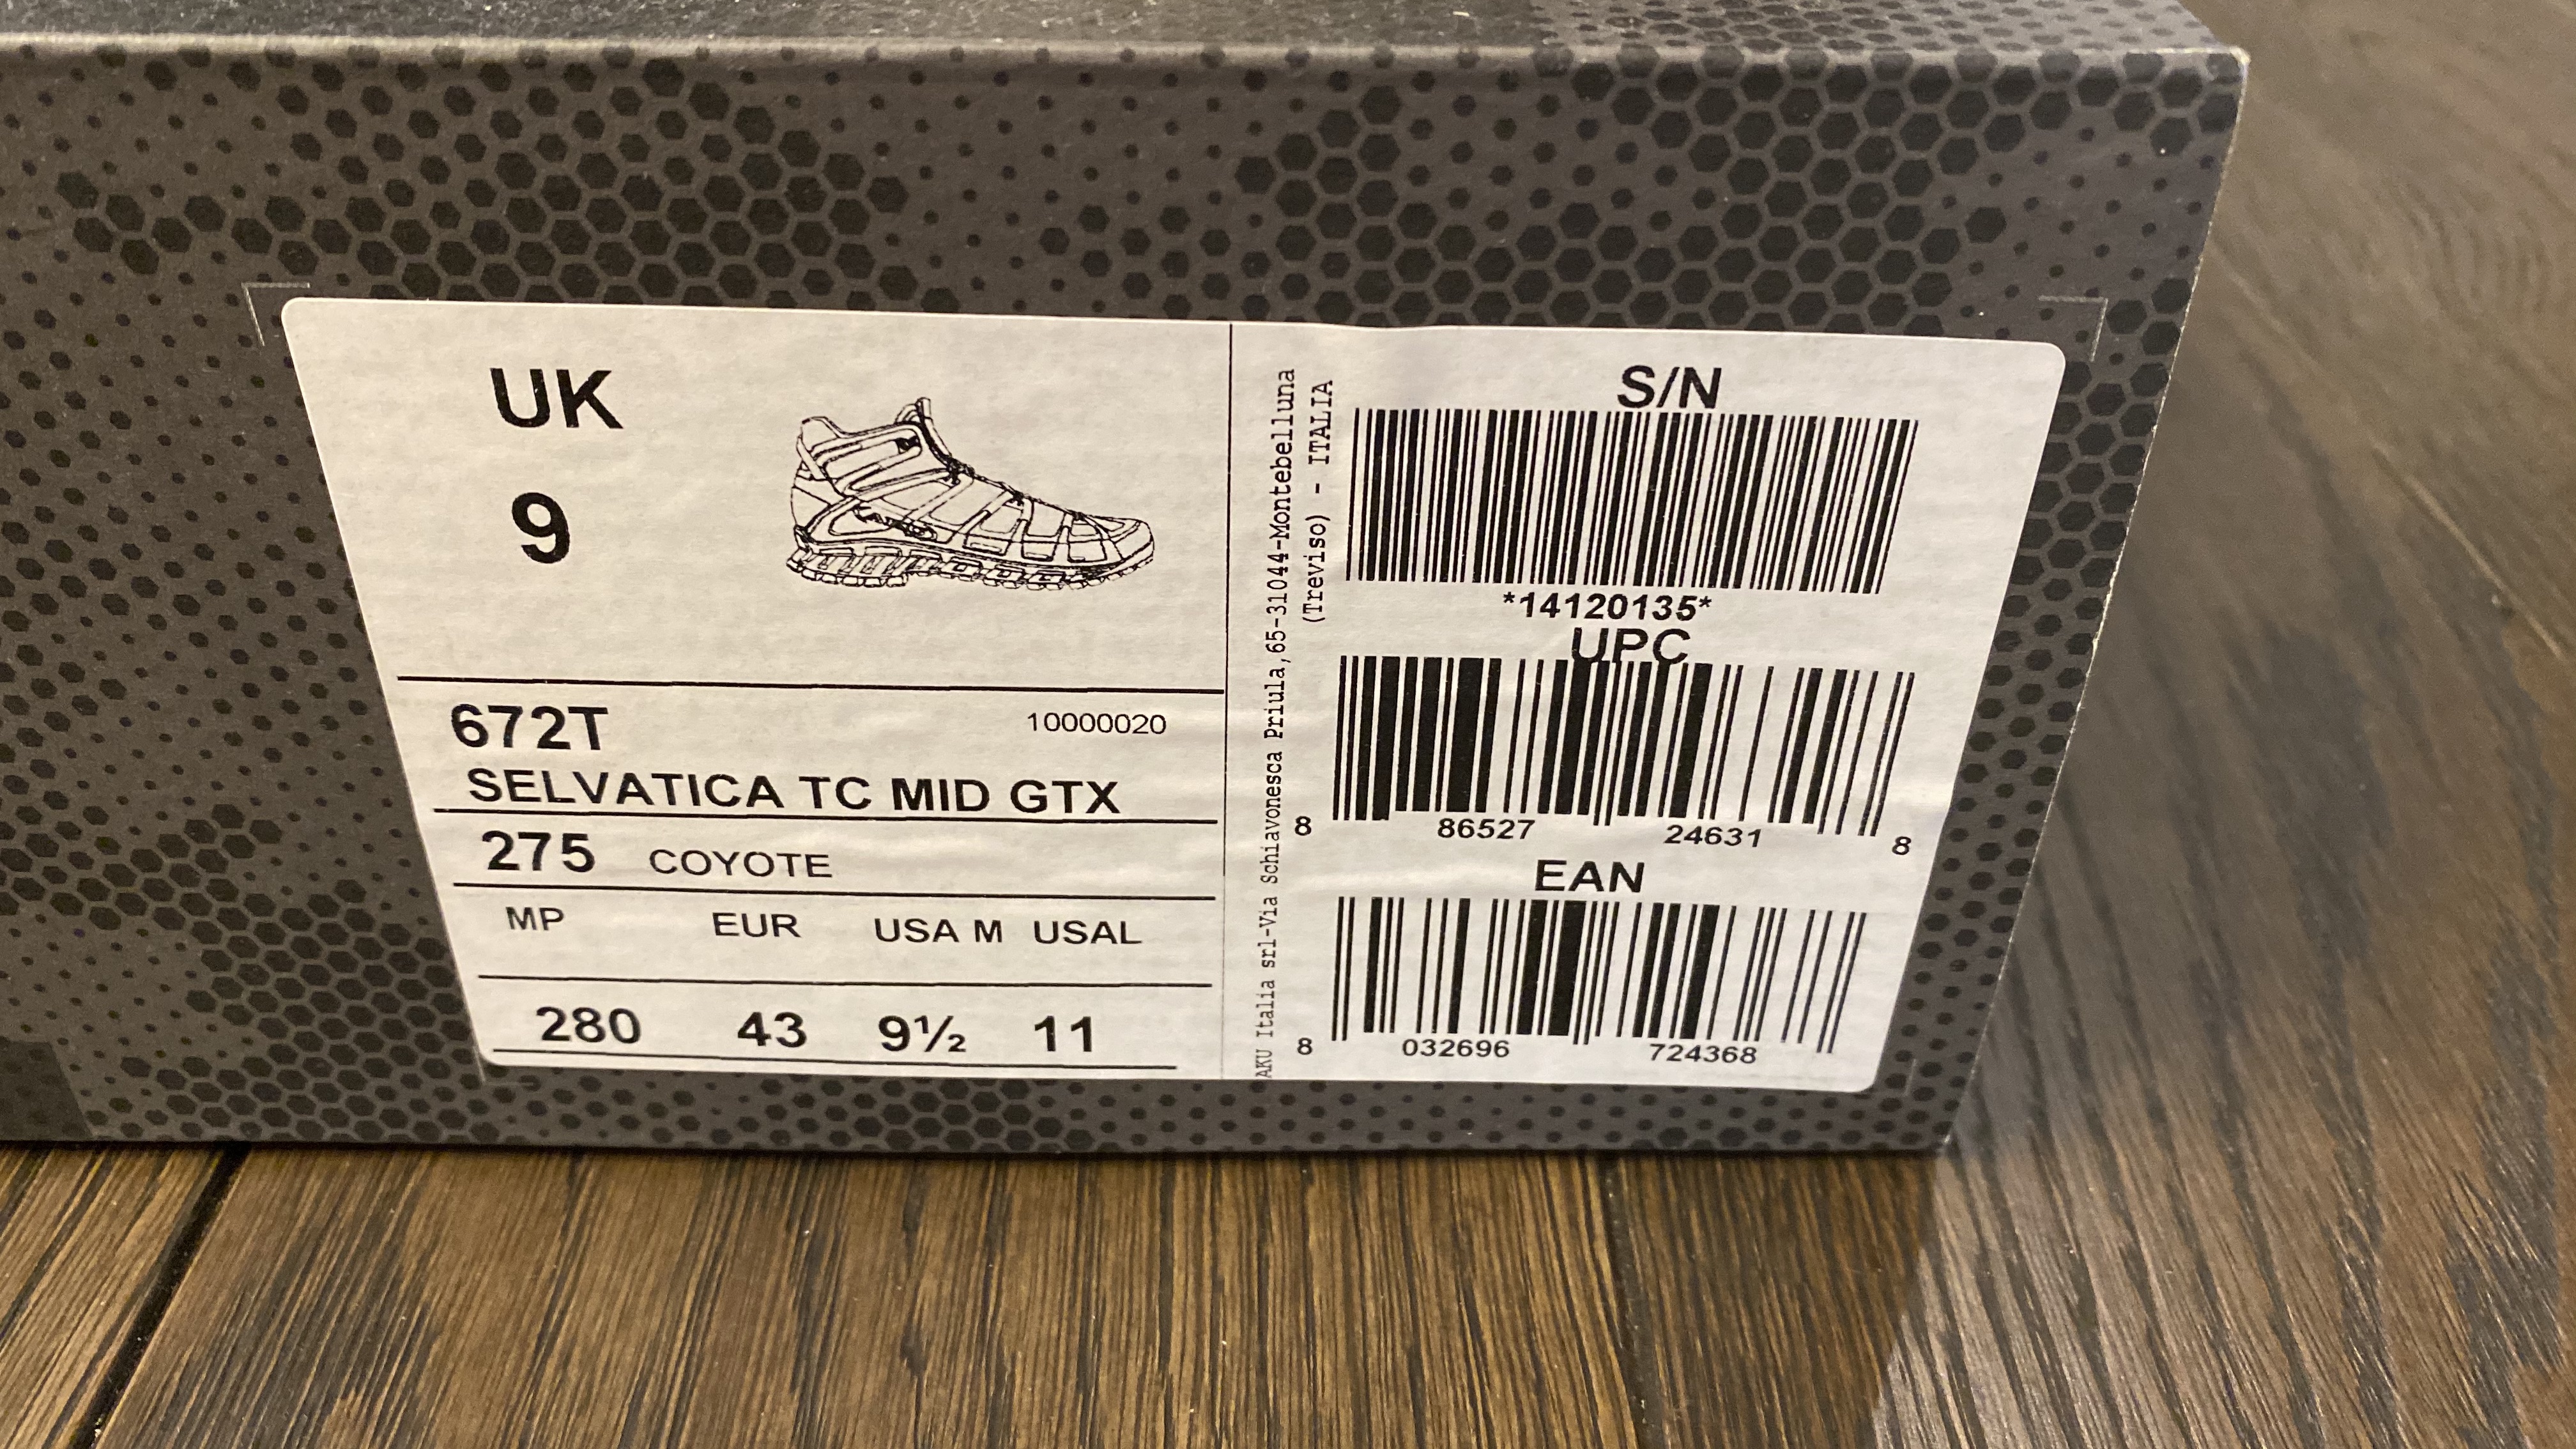 UK
9
672T 10000020
SELVATICA TC MID GTX
275 COYOTE
MP EUR USA M USAL
280 43 9½ 11
AKU Italia srl-Via Schiavonesca Priula,65-31044-Montebelluna
(Treviso) - ITALIA
S/N
*14120135*
UPC
8 86527 24631 8
EAN
8 032696 724368